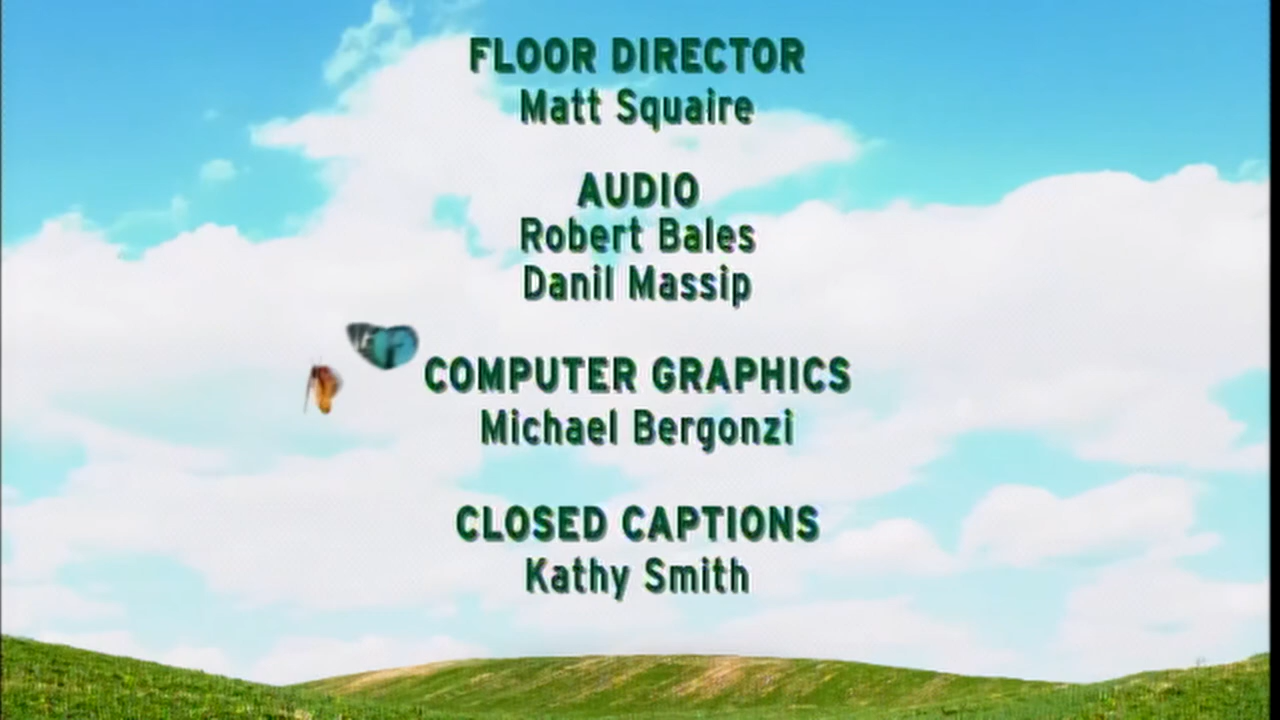 FLOOR DIRECTOR
Matt Squaire
AUDIO
Robert Bales
Danil Massip
COMPUTER GRAPHICS
Michael Bergonzi
CLOSED CAPTIONS
Kathy Smith